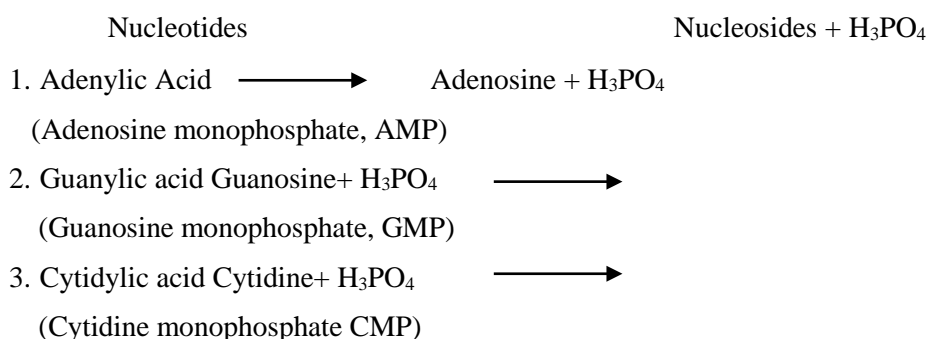 Nucleotides Nucleosides + H₃PO₄
1. Adenylic Acid ⟶ Adenosine + H₃PO₄
(Adenosine monophosphate, AMP)
2. Guanylic acid Guanosine+ H₃PO₄ ⟶
(Guanosine monophosphate, GMP)
3. Cytidylic acid Cytidine+ H₃PO₄ ⟶
(Cytidine monophosphate CMP)